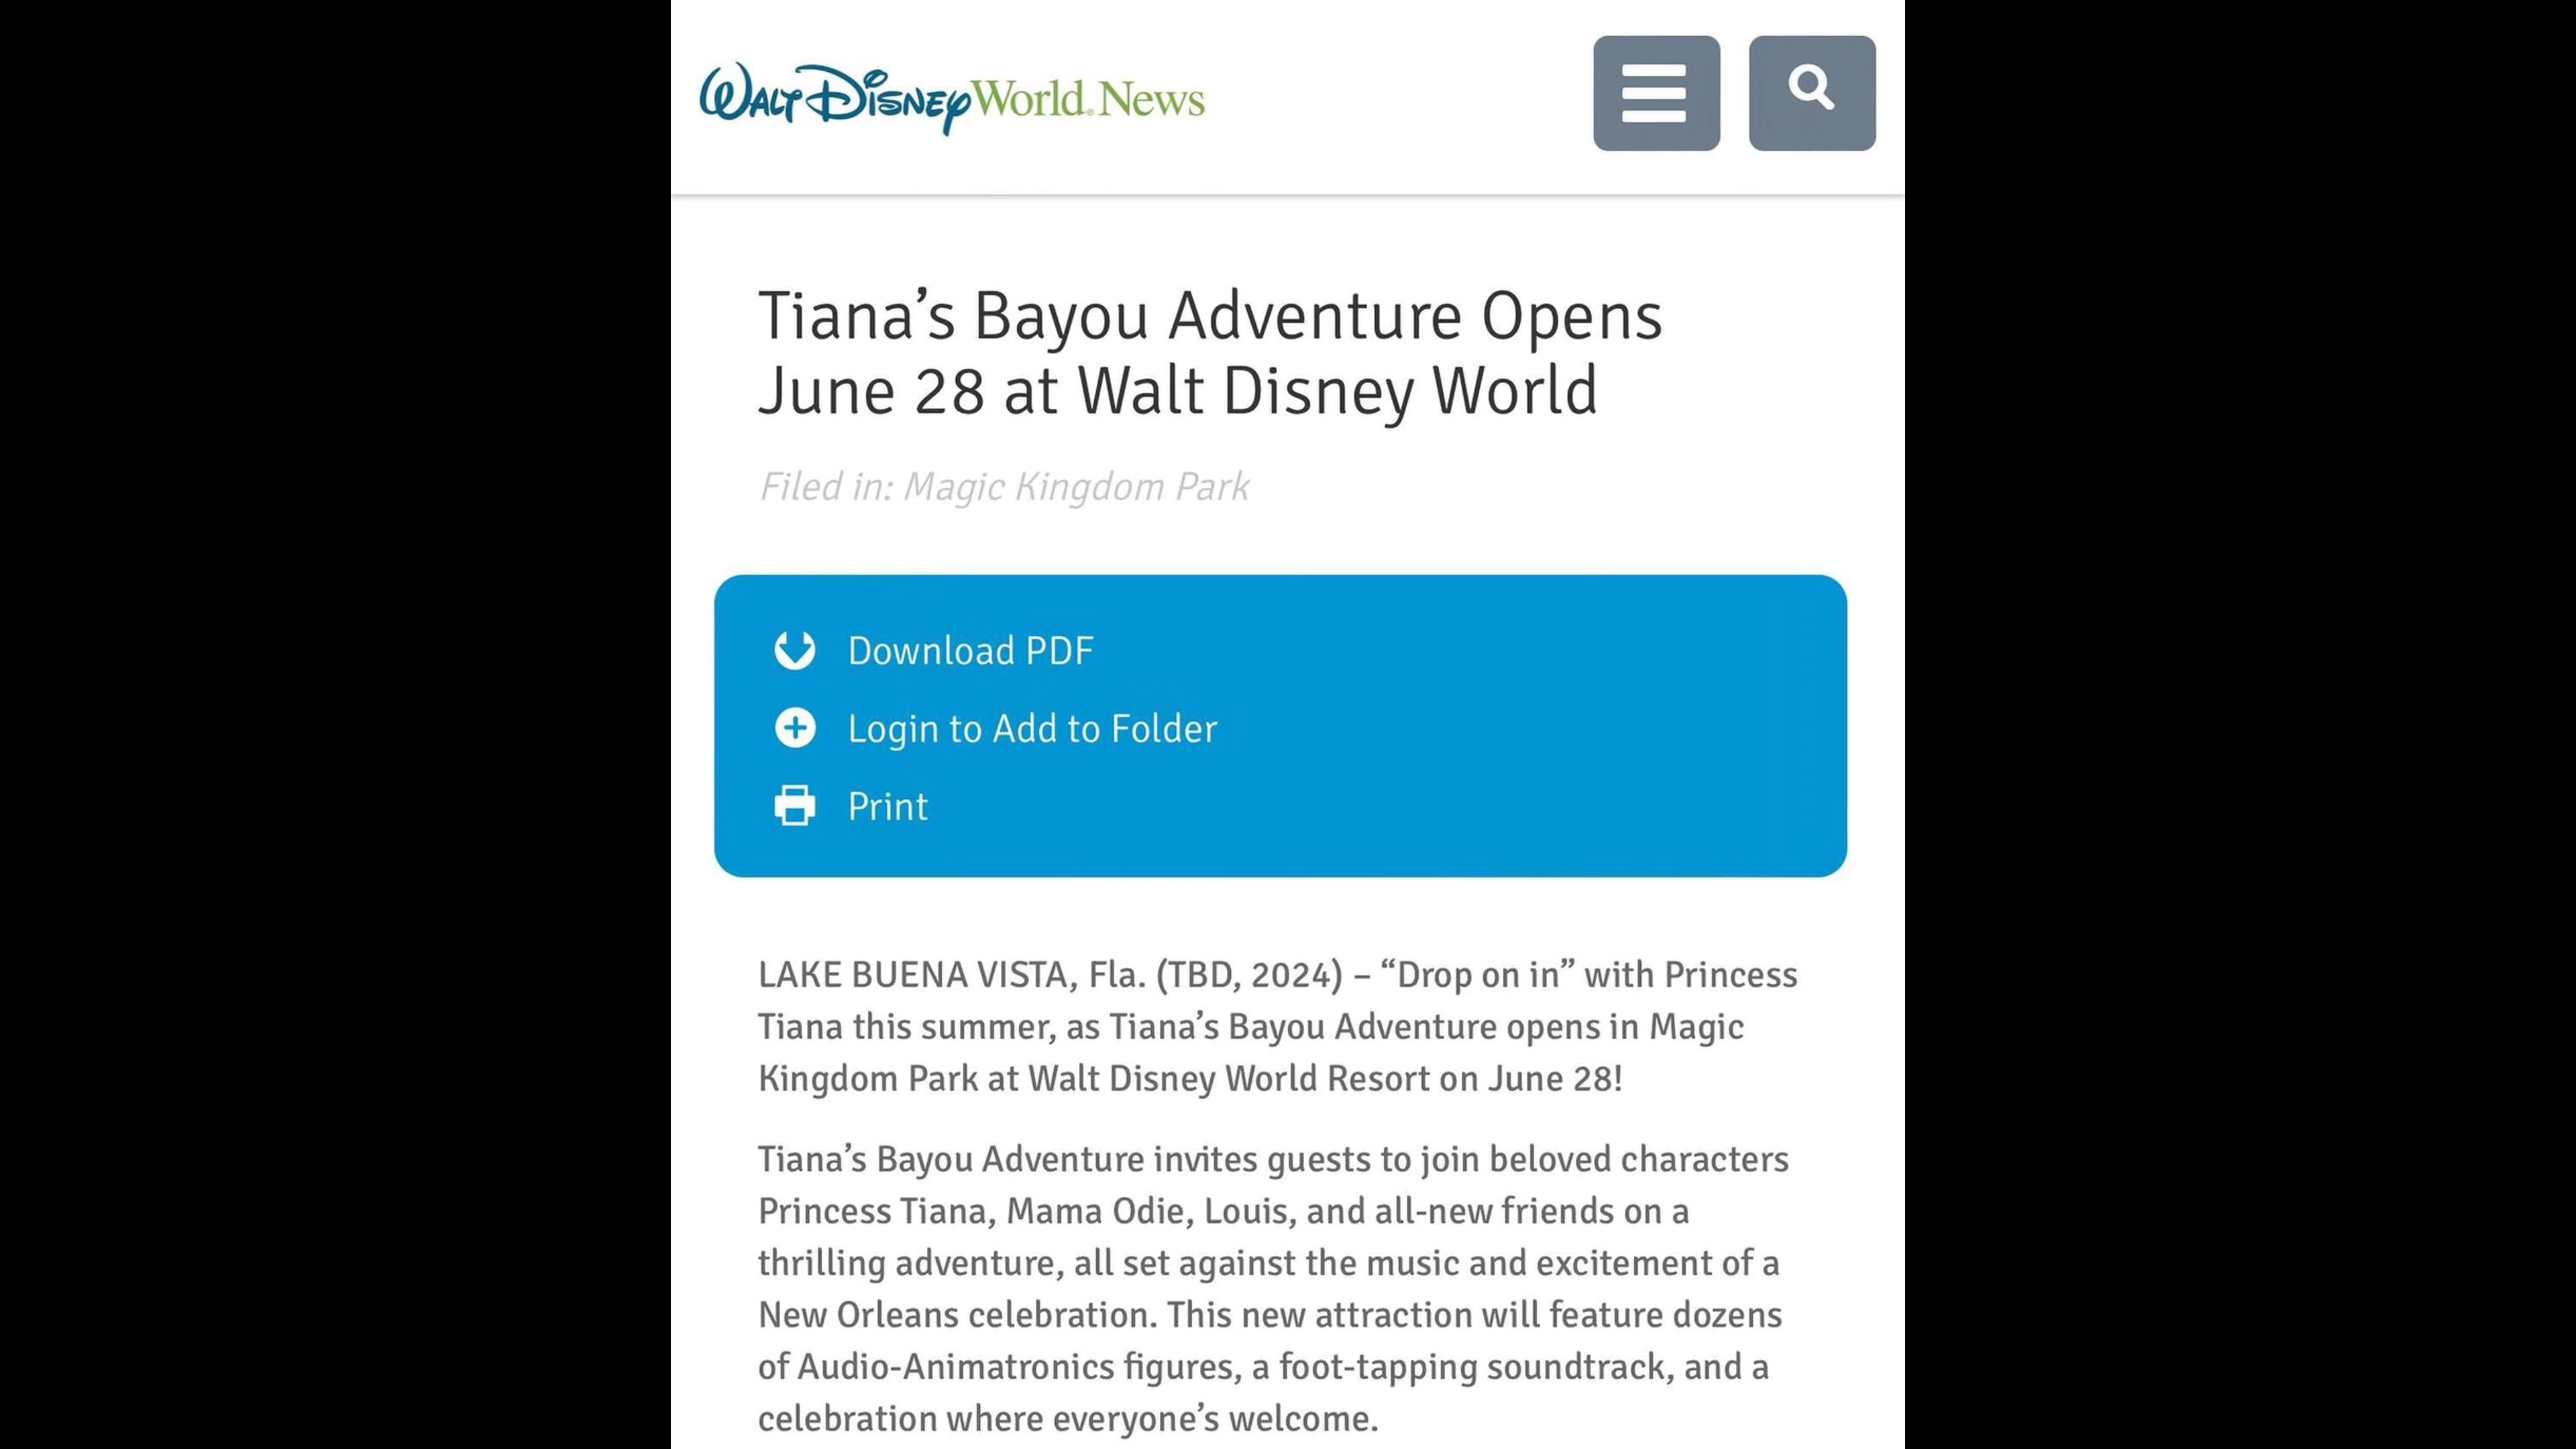 Walt Disney World® News
Tiana’s Bayou Adventure Opens
June 28 at Walt Disney World
Filed in: Magic Kingdom Park
Download PDF
Login to Add to Folder
Print
LAKE BUENA VISTA, Fla. (TBD, 2024) – “Drop on in” with Princess
Tiana this summer, as Tiana’s Bayou Adventure opens in Magic
Kingdom Park at Walt Disney World Resort on June 28!
Tiana’s Bayou Adventure invites guests to join beloved characters
Princess Tiana, Mama Odie, Louis, and all-new friends on a
thrilling adventure, all set against the music and excitement of a
New Orleans celebration. This new attraction will feature dozens
of Audio-Animatronics figures, a foot-tapping soundtrack, and a
celebration where everyone’s welcome.